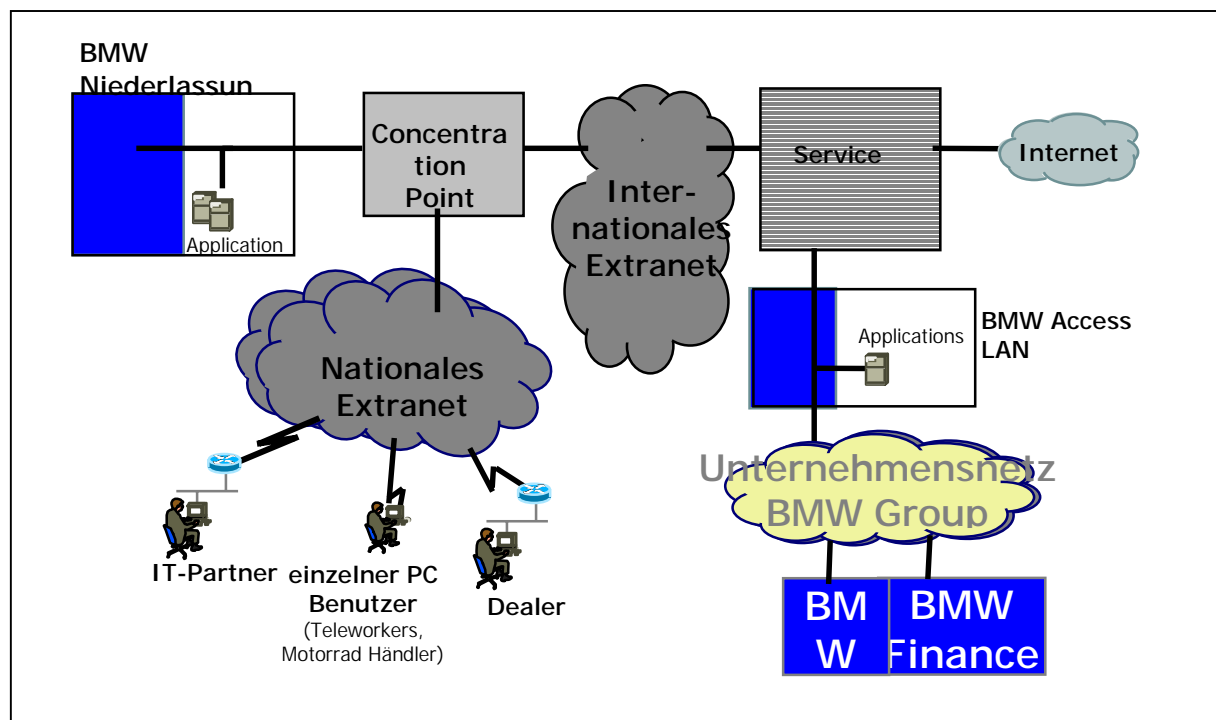 BMW
Niederlassun
Concentra
tion
Point
Application
Inter-
nationales
Extranet
Service
Internet
Applications
BMW Access
LAN
Nationales
Extranet
Unternehmensnetz
BMW Group
IT-Partner
einzelner PC
Benutzer
(Teleworkers,
Motorrad Händler)
Dealer
BM
W
BMW
Finance